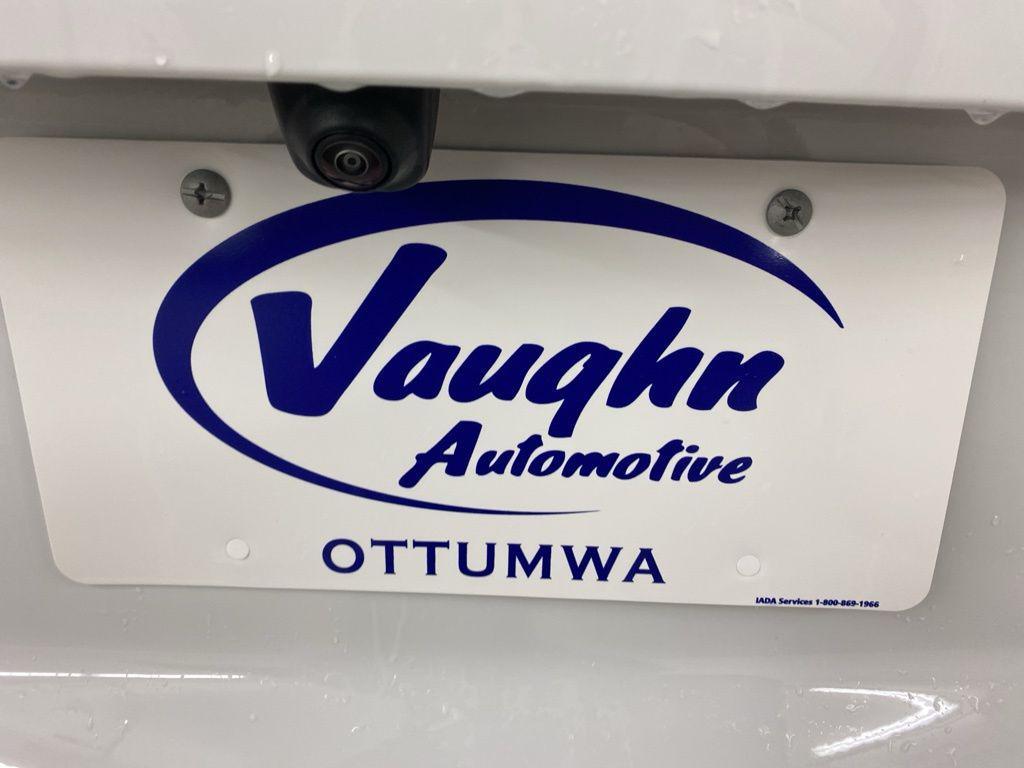 Vaughn
Automotive
OTTUMWA
IADA Services 1-800-869-1966